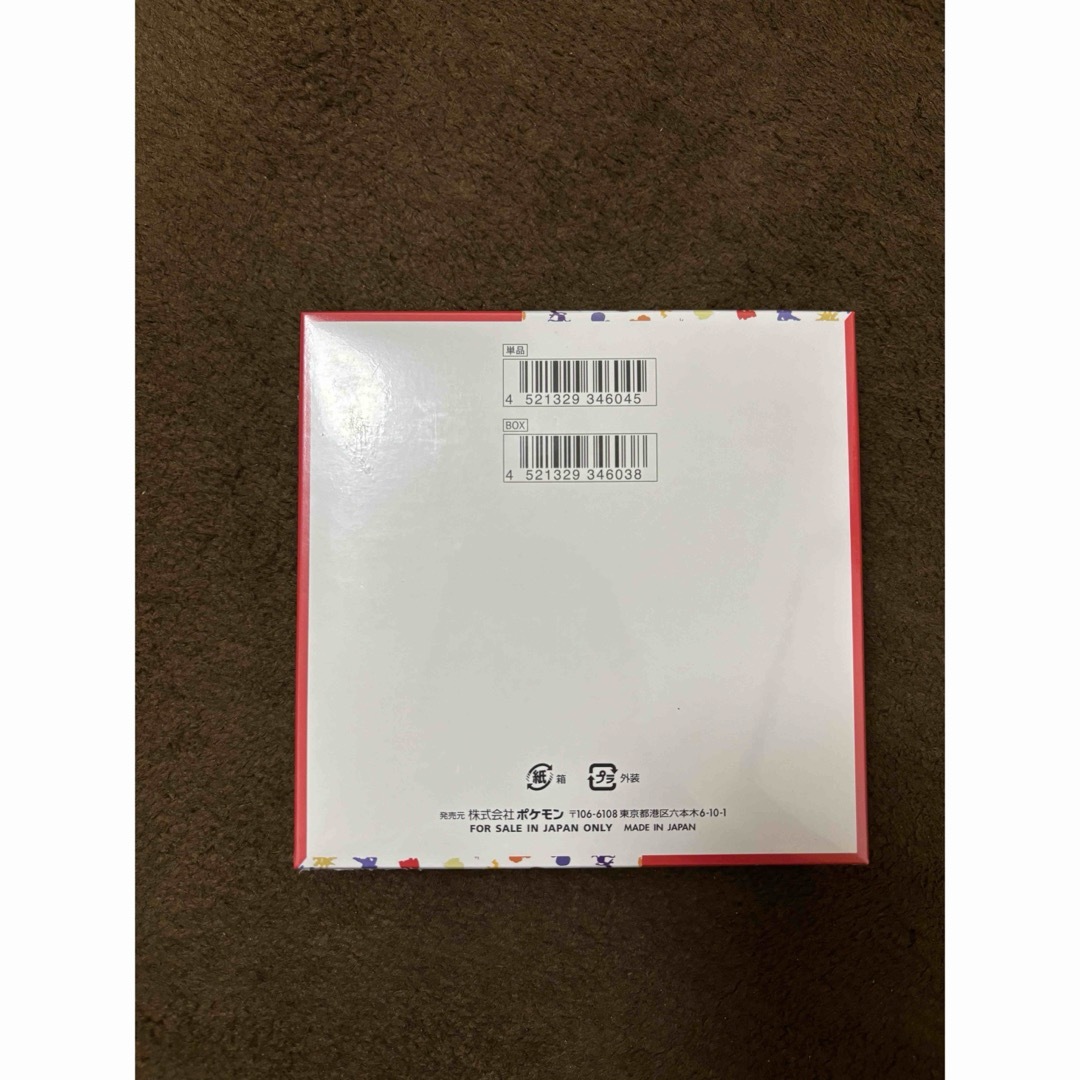 単品
4 521329 346045
BOX
4 521329 346038
紙 箱 プラ 外装
発売元 株式会社 ポケモン 〒106-6108 東京都港区六本木6-10-1
FOR SALE IN JAPAN ONLY MADE IN JAPAN